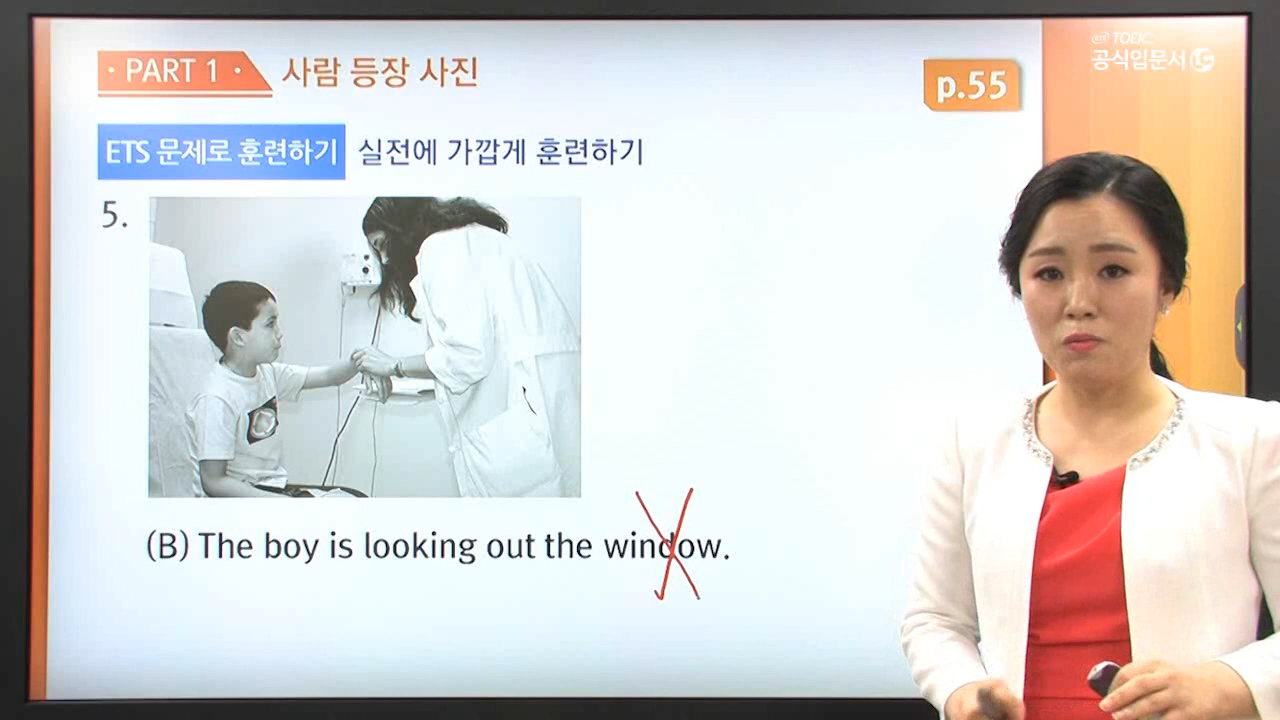 · PART 1 · 사람 등장 사진
p.55
eti TOEIC
공식입문서 LG
ETS 문제로 훈련하기 실전에 가깝게 훈련하기
5.
(B) The boy is looking out the window.